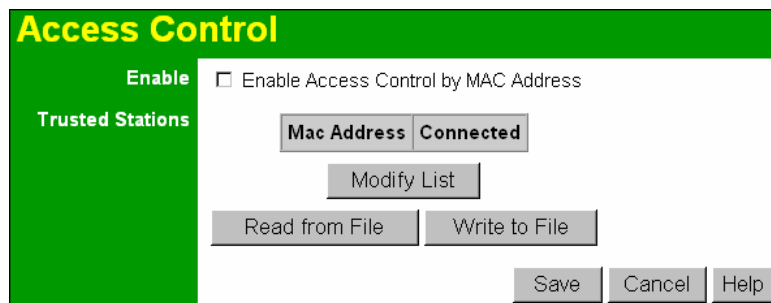 Access Control
Enable
Enable Access Control by MAC Address
Trusted Stations
Mac Address Connected
Modify List
Read from File Write to File
Save Cancel Help